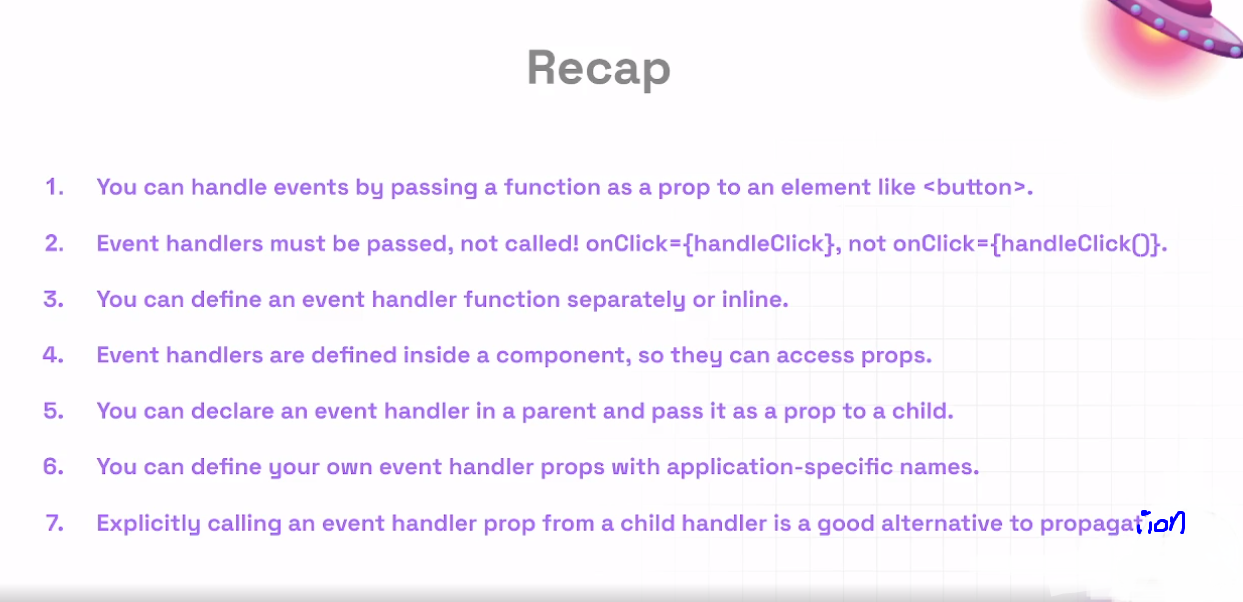 Recap
1. You can handle events by passing a function as a prop to an element like <button>.
2. Event handlers must be passed, not called! onClick={handleClick}, not onClick={handleClick()}.
3. You can define an event handler function separately or inline.
4. Event handlers are defined inside a component, so they can access props.
5. You can declare an event handler in a parent and pass it as a prop to a child.
6. You can define your own event handler props with application-specific names.
7. Explicitly calling an event handler prop from a child handler is a good alternative to propagation